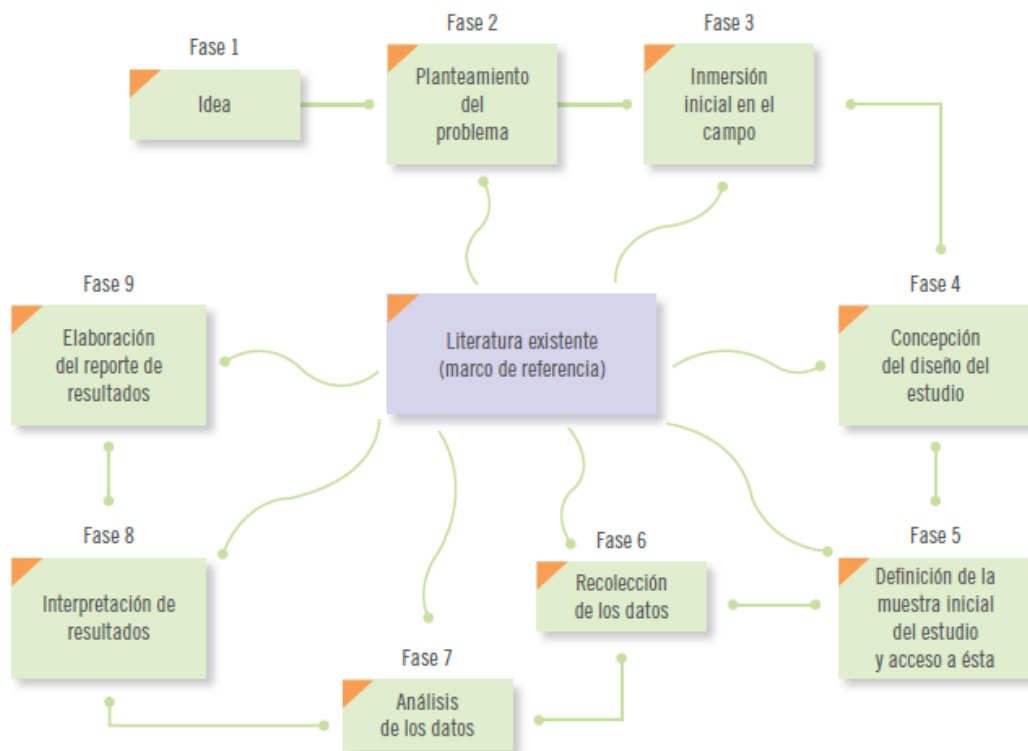 Fase 1
Idea
Fase 2
Planteamiento
del
problema
Fase 3
Inmersión
inicial en el
campo
Fase 4
Concepción
del diseño del
estudio
Fase 5
Definición de la
muestra inicial
del estudio
y acceso a ésta
Fase 6
Recolección
de los datos
Fase 7
Análisis
de los datos
Fase 8
Interpretación de
resultados
Fase 9
Elaboración
del reporte de
resultados
Literatura existente
(marco de referencia)